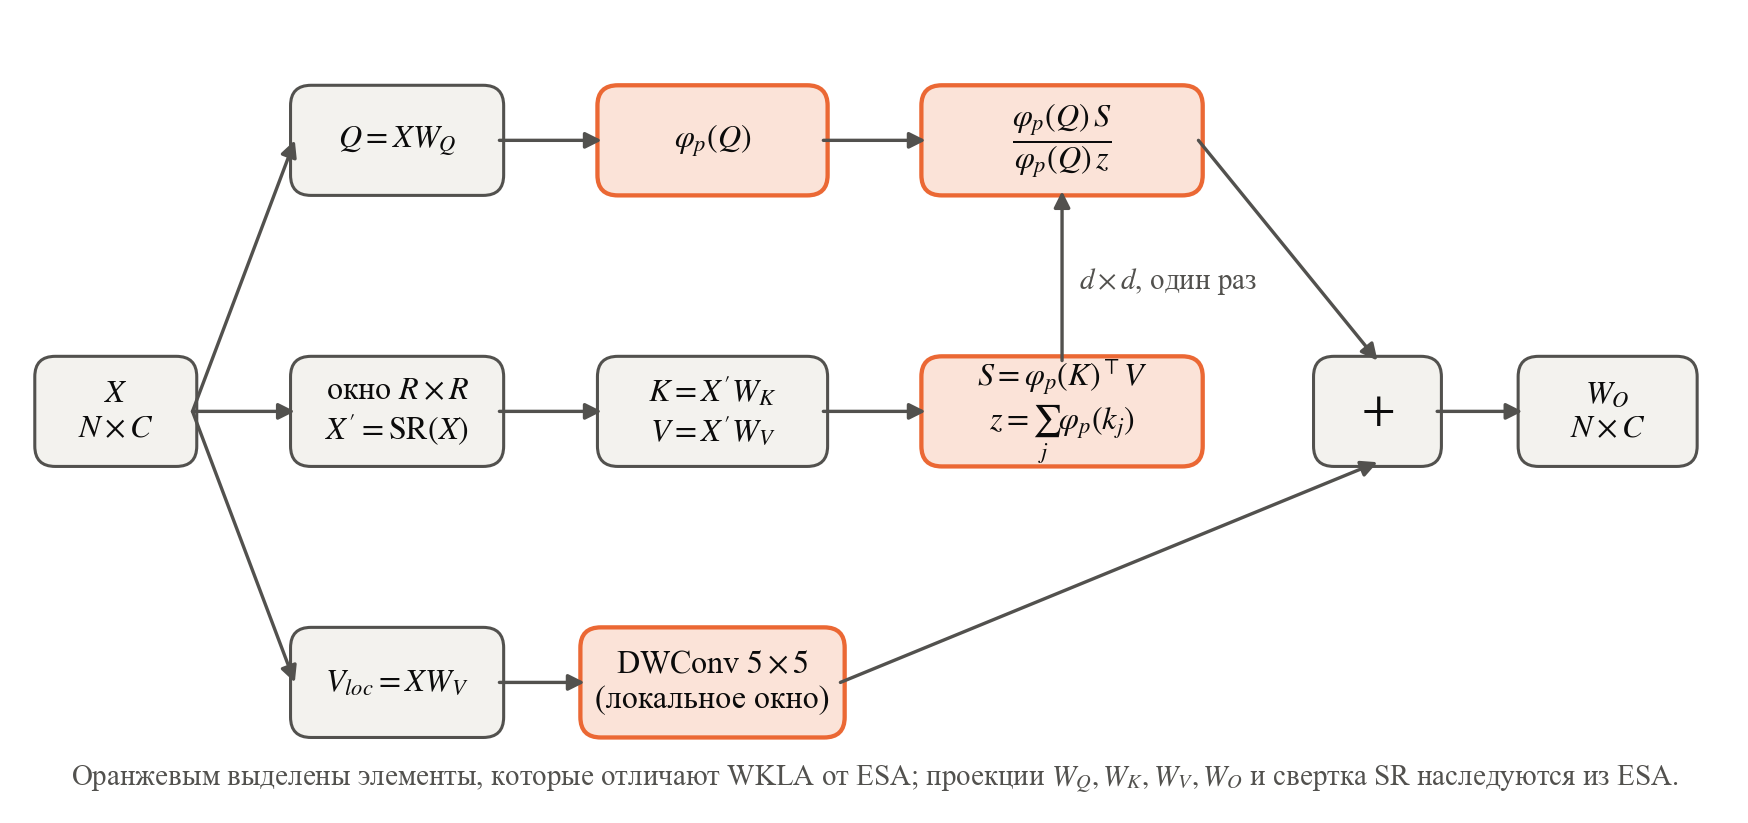 Q = XW_Q
φ_p(Q)
φ_p(Q) S
φ_p(Q) z
d × d, один раз
X
N × C
окно R × R
X′ = SR(X)
K = X′W_K
V = X′W_V
S = φ_p(K)^⊤ V
z = ∑_j φ_p(k_j)
+
W_O
N × C
V_loc = XW_V
DWConv 5 × 5
(локальное окно)
Оранжевым выделены элементы, которые отличают WKLA от ESA; проекции W_Q, W_K, W_V, W_O и свертка SR наследуются из ESA.